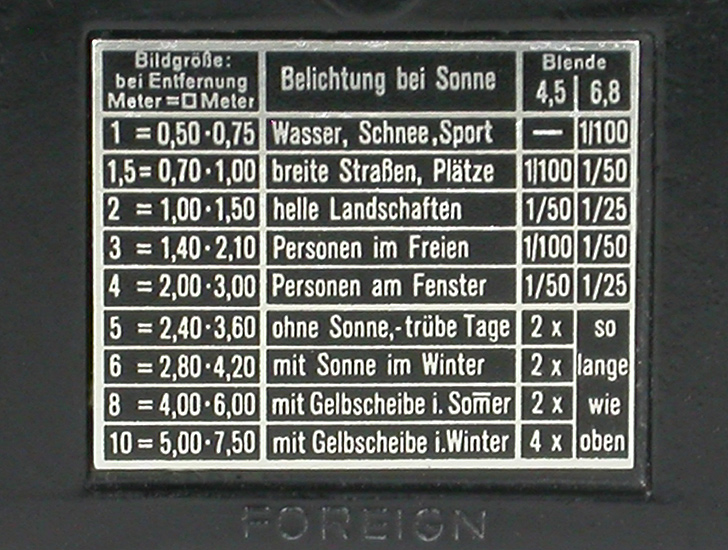 Bildgröße: bei Entfernung Meter=□Meter | Belichtung bei Sonne | Blende 4,5 | 6,8
1 = 0,50·0,75 | Wasser, Schnee,Sport | — | 1/100
1,5= 0,70·1,00 | breite Straßen, Plätze | 1/100 | 1/50
2 = 1,00·1,50 | helle Landschaften | 1/50 | 1/25
3 = 1,40·2,10 | Personen im Freien | 1/100 | 1/50
4 = 2,00·3,00 | Personen am Fenster | 1/50 | 1/25
5 = 2,40·3,60 | ohne Sonne,-trübe Tage | 2 x | so
6 = 2,80·4,20 | mit Sonne im Winter | 2 x | lange
8 = 4,00·6,00 | mit Gelbscheibe i. Som̅er | 2 x | wie
10 = 5,00·7,50 | mit Gelbscheibe i.Winter | 4 x | oben
FOREIGN